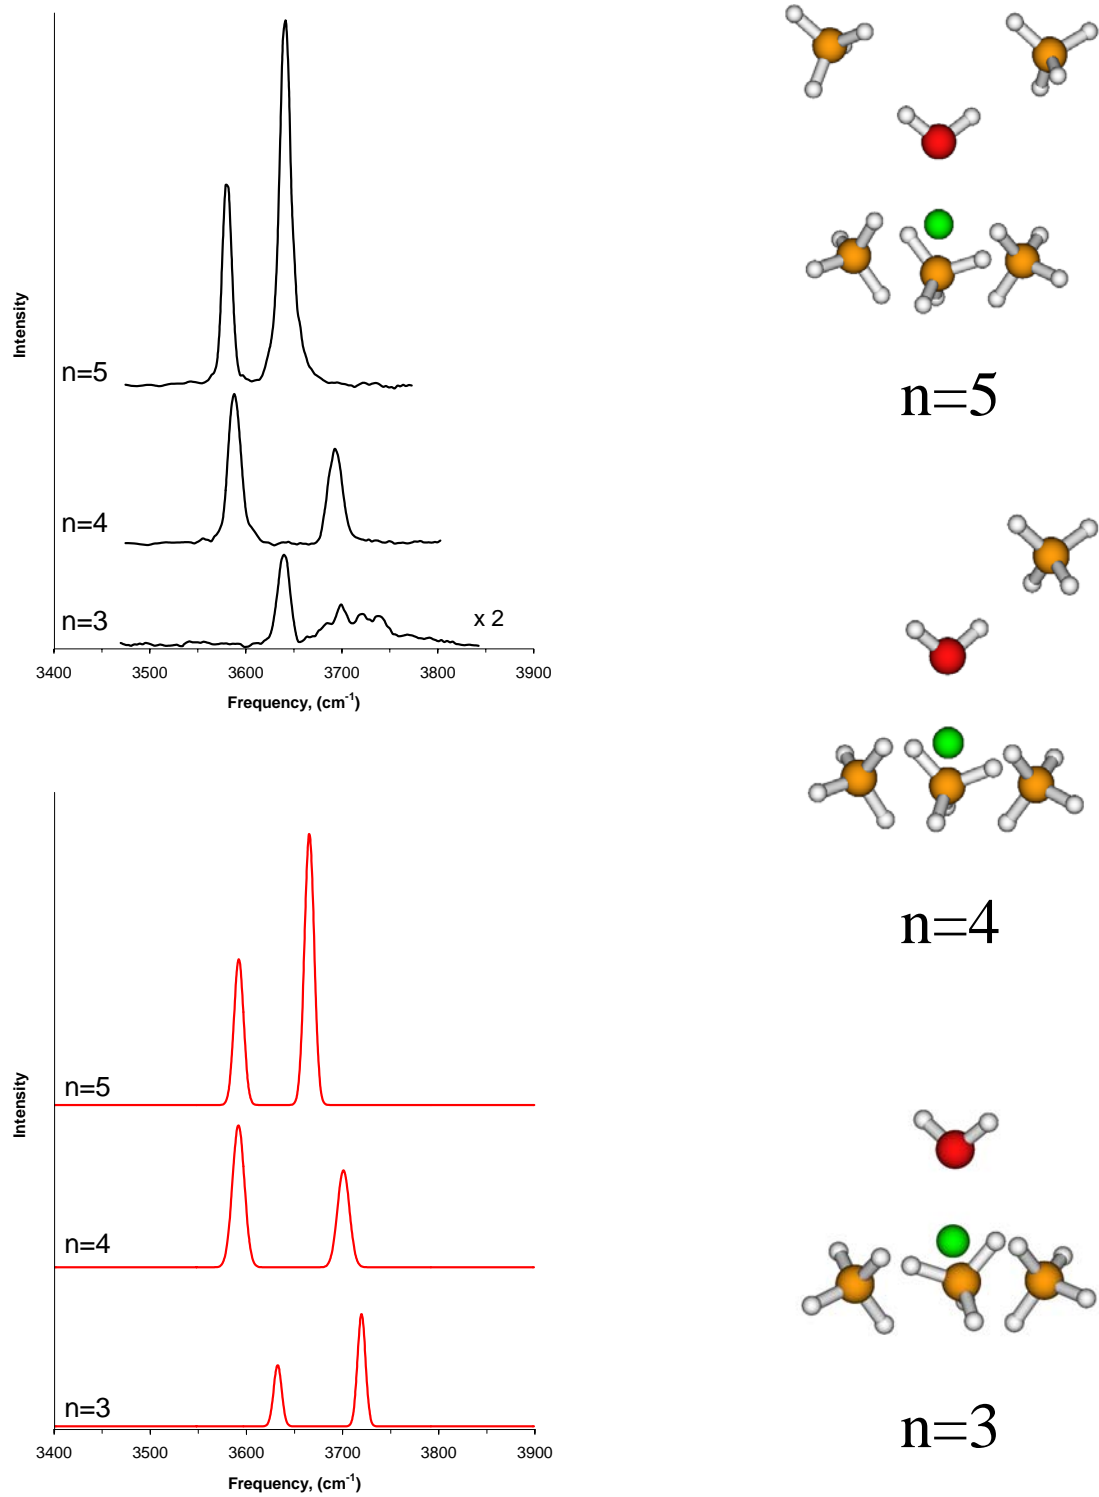 Intensity
n=5
n=4
n=3
x 2
3400 3500 3600 3700 3800 3900
Frequency, (cm-1)
n=5
n=4
Intensity
n=5
n=4
n=3
3400 3500 3600 3700 3800 3900
Frequency, (cm-1)
n=3